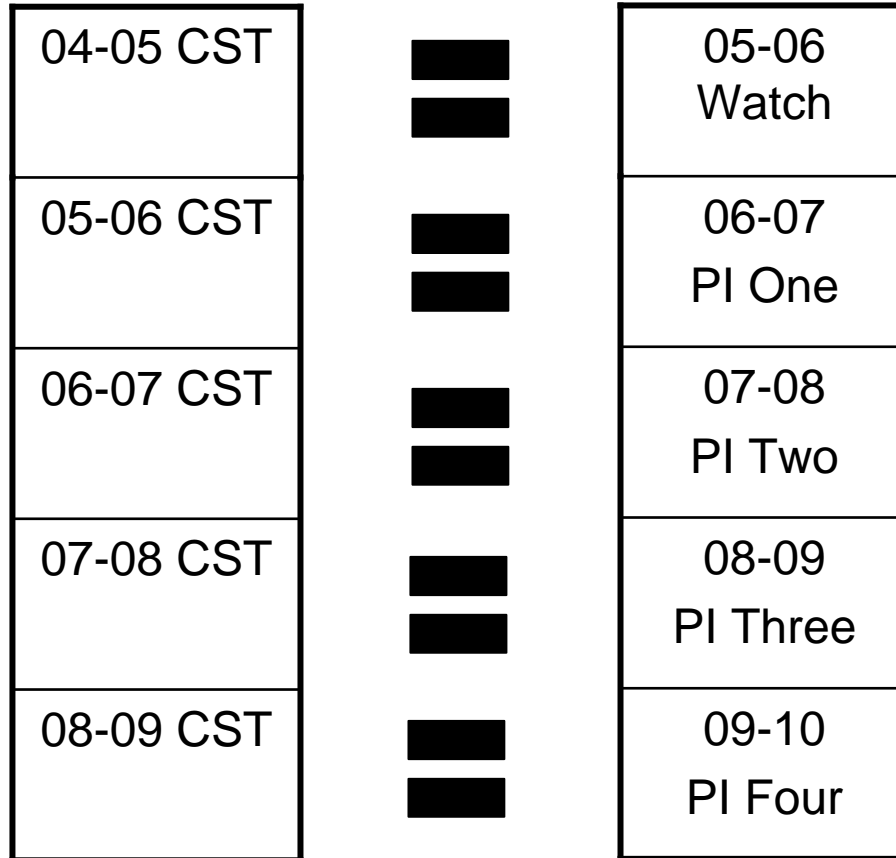 04-05 CST
05-06
Watch
05-06 CST
06-07
PI One
06-07 CST
07-08
PI Two
07-08 CST
08-09
PI Three
08-09 CST
09-10
PI Four